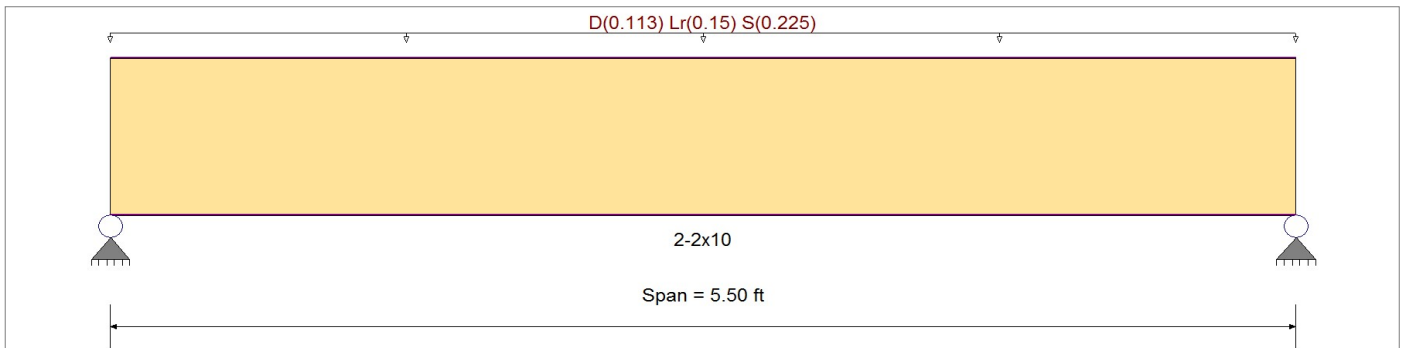 D(0.113) Lr(0.15) S(0.225)
2-2x10
Span = 5.50 ft